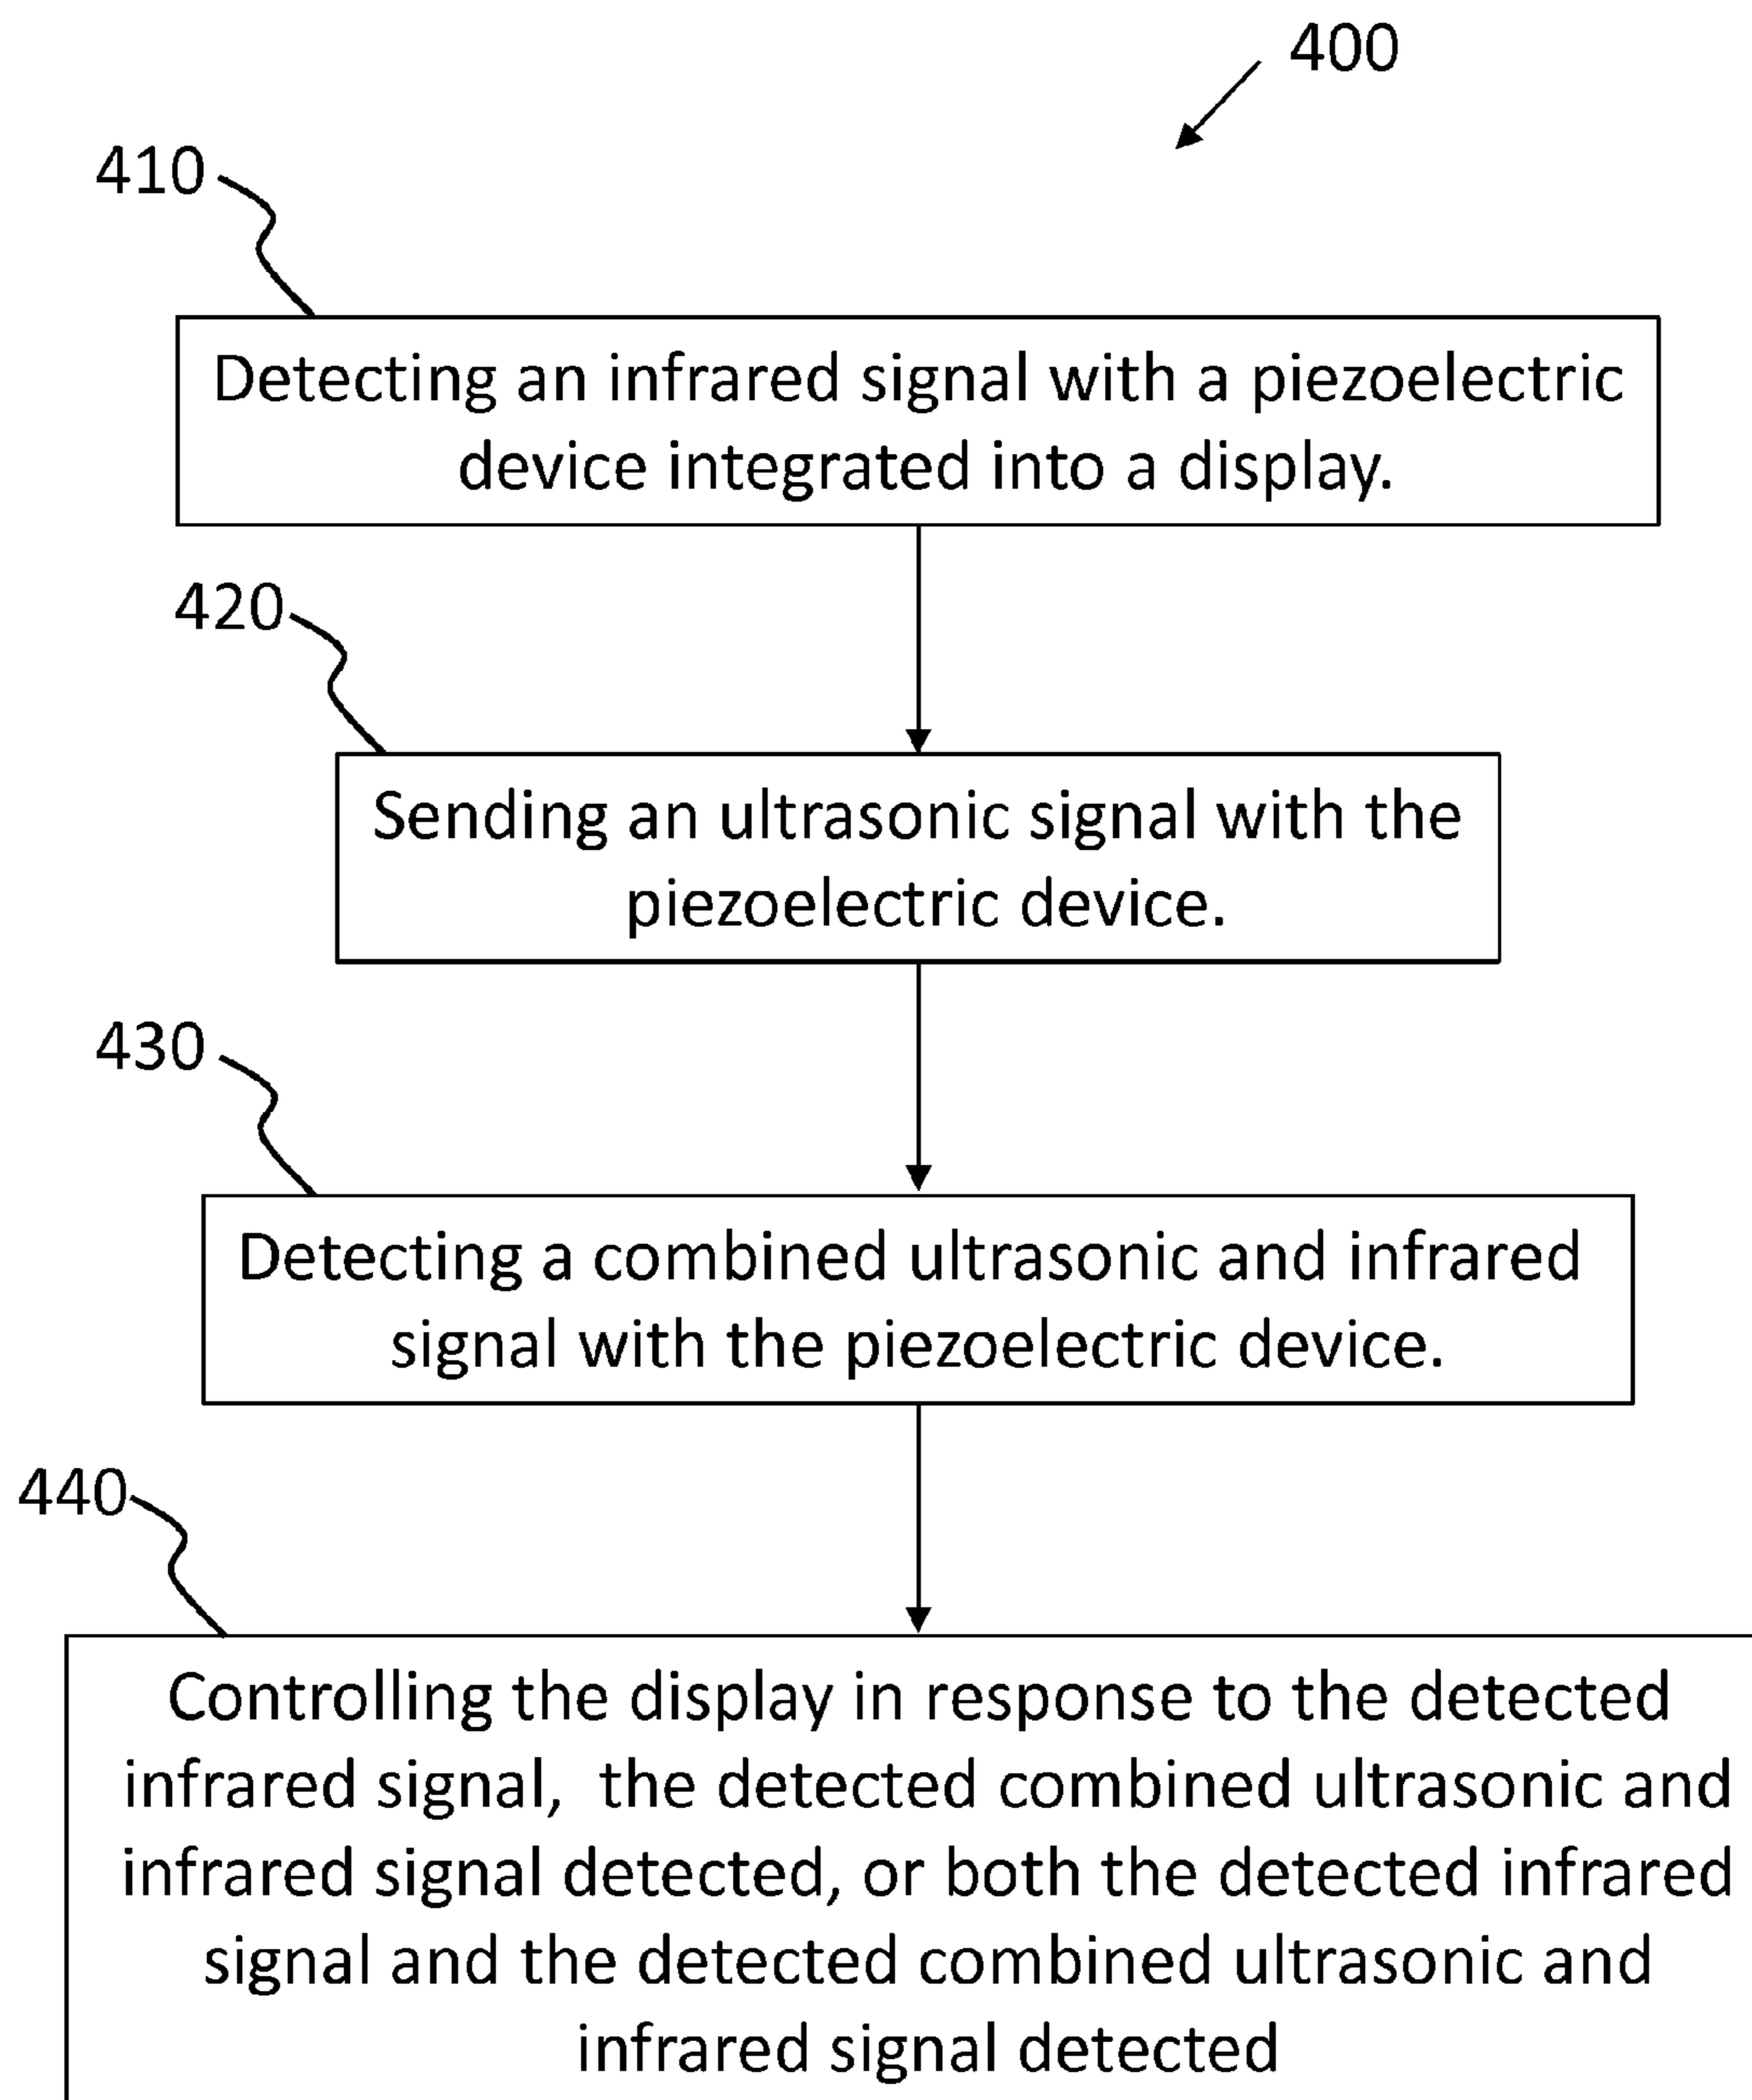 400
410
Detecting an infrared signal with a piezoelectric
device integrated into a display.
420
Sending an ultrasonic signal with the
piezoelectric device.
430
Detecting a combined ultrasonic and infrared
signal with the piezoelectric device.
440
Controlling the display in response to the detected
infrared signal,  the detected combined ultrasonic and
infrared signal detected, or both the detected infrared
signal and the detected combined ultrasonic and
infrared signal detected